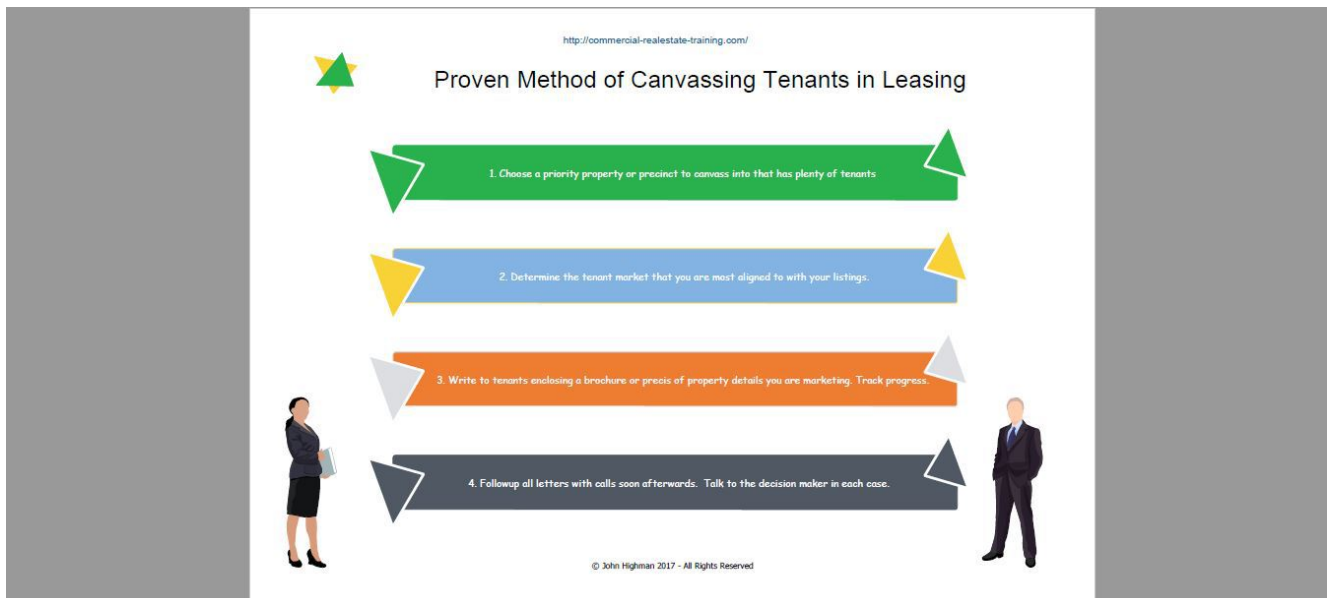 http://commercial-realestate-training.com/
Proven Method of Canvassing Tenants in Leasing
1. Choose a priority property or precinct to canvass into that has plenty of tenants
2. Determine the tenant market that you are most aligned to with your listings.
3. Write to tenants enclosing a brochure or precis of property details you are marketing. Track progress.
4. Followup all letters with calls soon afterwards. Talk to the decision maker in each case.
© John Highman 2017 - All Rights Reserved